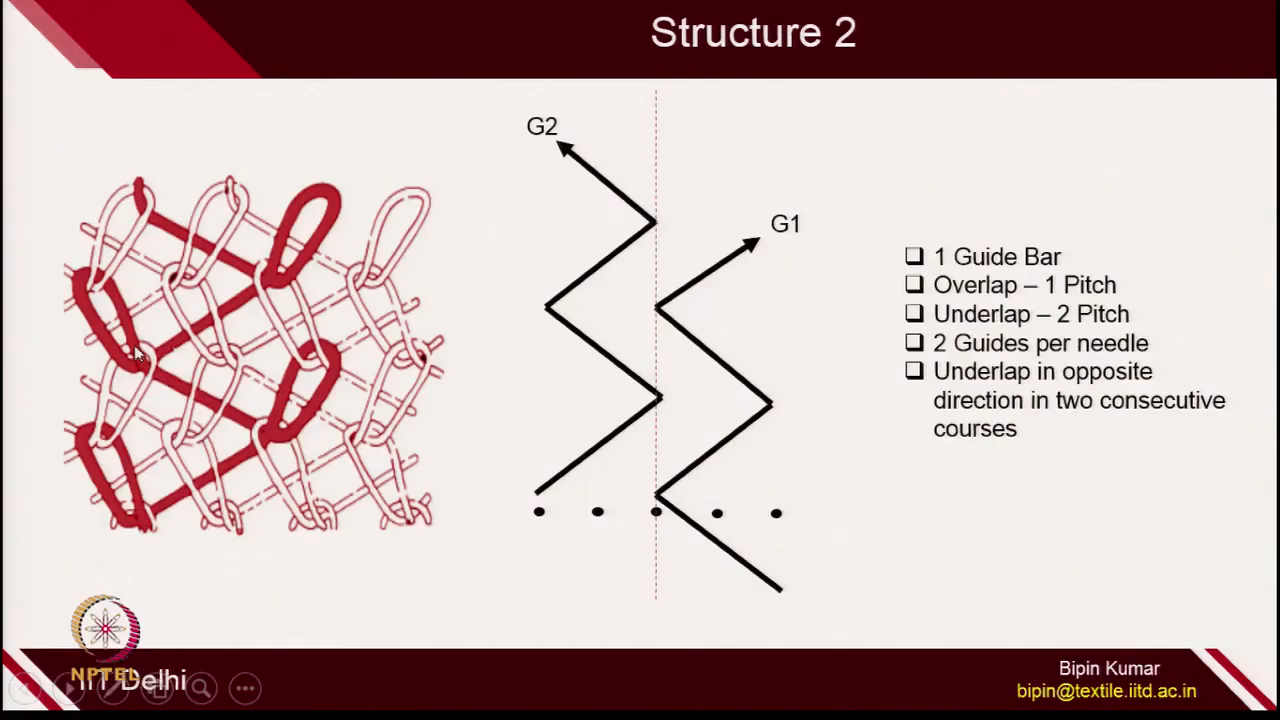 Structure 2
G2
G1
❑ 1 Guide Bar
❑ Overlap – 1 Pitch
❑ Underlap – 2 Pitch
❑ 2 Guides per needle
❑ Underlap in opposite
direction in two consecutive
courses
NPTEL
IIT Delhi
Bipin Kumar
bipin@textile.iitd.ac.in